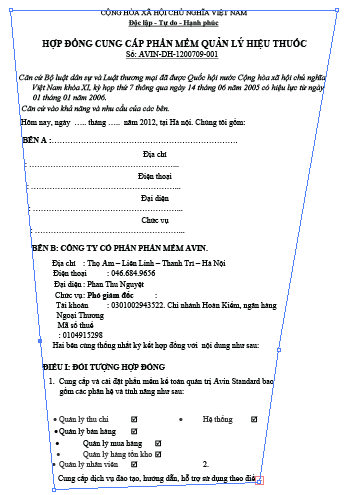 CỘNG HÒA XÃ HỘI CHỦ NGHĨA VIỆT NAM
Độc lập - Tự do - Hạnh phúc
HỢP ĐỒNG CUNG CẤP PHẦN MỀM QUẢN LÝ HIỆU THUỐC
Số: AVIN-DH-1200709-001
Căn cứ Bộ luật dân sự và Luật thương mại đã được Quốc hội nước Cộng hòa xã hội chủ nghĩa
Việt Nam khóa XI, kỳ họp thứ 7 thông qua ngày 14 tháng 06 năm 2005 có hiệu lực từ ngày
01 tháng 01 năm 2006.
Căn cứ vào khả năng và nhu cầu của các bên.
Hôm nay, ngày ….. tháng ….. năm 2012, tại Hà Nội. Chúng tôi gồm:
BÊN A :……………………………………………………
Địa chỉ
: …………………………………………...
Điện thoại
: …………………………………………...
Đại diện
: …………………………………………...
Chức vụ
: …………………………………………...
BÊN B: CÔNG TY CỔ PHẦN PHẦN MỀM AVIN.
Địa chỉ : Thọ Am – Liên Linh – Thanh Trì – Hà Nội
Điện thoại : 046.684.9656
Đại diện : Phan Thu Nguyệt
Chức vụ: Phó giám đốc :
Tài khoản : 0301002943522. Chi nhánh Hoàn Kiếm, ngân hàng
Ngoại Thương
Mã số thuế
: 0104915298
Hai bên cùng thống nhất ký kết hợp đồng với nội dung như sau:
ĐIỀU I: ĐỐI TƯỢNG HỢP ĐỒNG
1. Cung cấp và cài đặt phần mềm kế toán quản trị Avin Standard bao
gồm các phân hệ và tính năng như sau:
• Quản lý thu chi ☑ • Hệ thống ☑
• Quản lý bán hàng ☑
• Quản lý mua hàng ☑
• Quản lý hàng tồn kho ☑
• Quản lý nhân viên ☑ 2.
Cung cấp dịch vụ đào tạo, hướng dẫn, hỗ trợ sử dụng theo điều